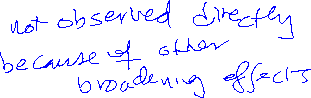 not observed directly
because of other
broadening effects